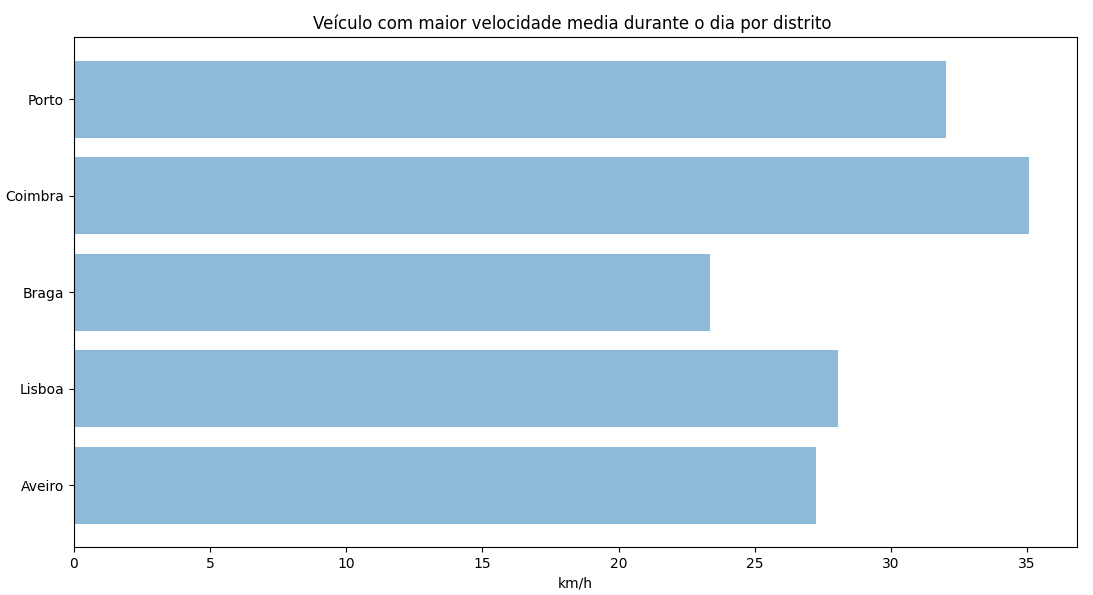 Veículo com maior velocidade media durante o dia por distrito
Porto
Coimbra
Braga
Lisboa
Aveiro
0 5 10 15 20 25 30 35
km/h